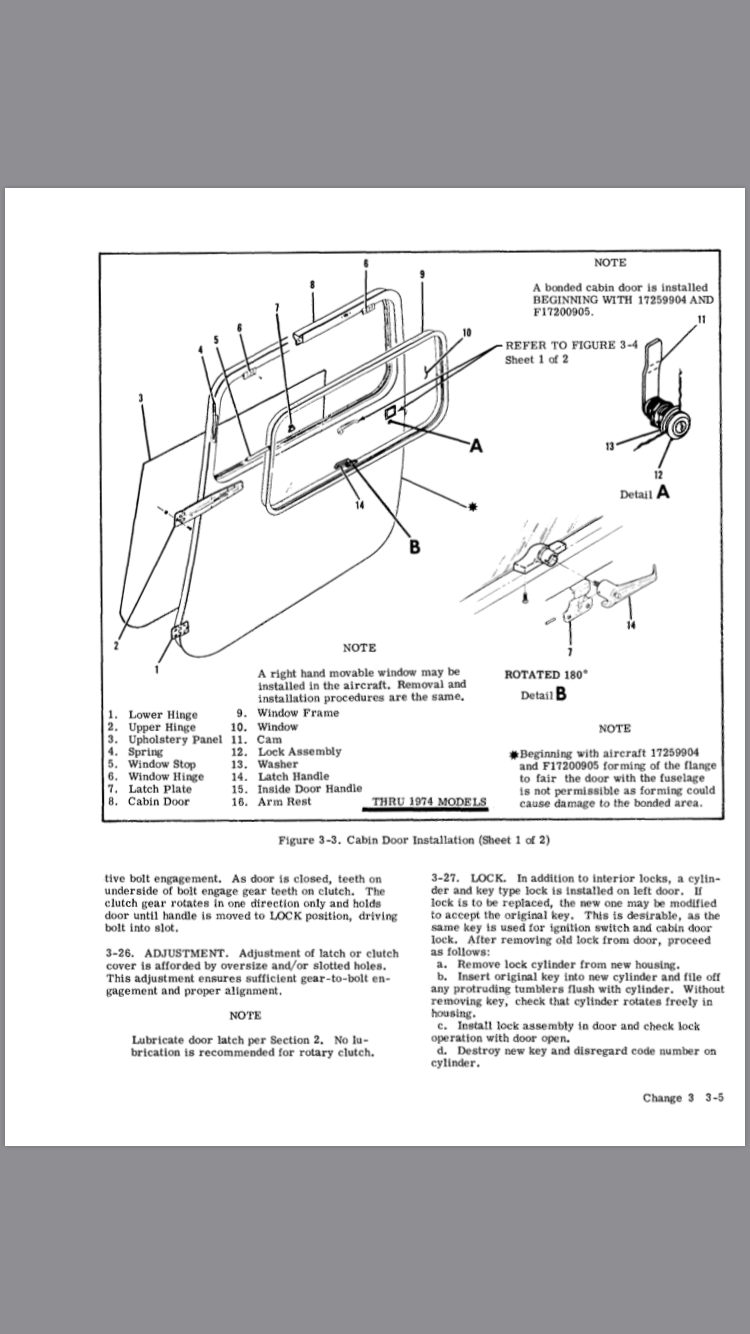 NOTE
A bonded cabin door is installed
BEGINNING WITH 17259904 AND
F17200905.
6
8
9
7
11
6
10
5
REFER TO FIGURE 3-4
4
Sheet 1 of 2
3
A
13
12
Detail A
14
*
B
14
2
NOTE
7
1
A right hand movable window may be
installed in the aircraft. Removal and
installation procedures are the same.
ROTATED 180°
Detail B
1. Lower Hinge
2. Upper Hinge
3. Upholstery Panel
4. Spring
5. Window Stop
6. Window Hinge
7. Latch Plate
8. Cabin Door
9. Window Frame
10. Window
11. Cam
12. Lock Assembly
13. Washer
14. Latch Handle
15. Inside Door Handle
16. Arm Rest
THRU 1974 MODELS
NOTE
*Beginning with aircraft 17259904
and F17200905 forming of the flange
to fair the door with the fuselage
is not permissible as forming could
cause damage to the bonded area.
Figure 3-3. Cabin Door Installation (Sheet 1 of 2)
tive bolt engagement. As door is closed, teeth on
underside of bolt engage gear teeth on clutch. The
clutch gear rotates in one direction only and holds
door until handle is moved to LOCK position, driving
bolt into slot.
3-26. ADJUSTMENT. Adjustment of latch or clutch
cover is afforded by oversize and/or slotted holes.
This adjustment ensures sufficient gear-to-bolt en-
gagement and proper alignment.
NOTE
Lubricate door latch per Section 2. No lu-
brication is recommended for rotary clutch.
3-27. LOCK. In addition to interior locks, a cylin-
der and key type lock is installed on left door. If
lock is to be replaced, the new one may be modified
to accept the original key. This is desirable, as the
same key is used for ignition switch and cabin door
lock. After removing old lock from door, proceed
as follows:
a. Remove lock cylinder from new housing.
b. Insert original key into new cylinder and file off
any protruding tumblers flush with cylinder. Without
removing key, check that cylinder rotates freely in
housing.
c. Install lock assembly in door and check lock
operation with door open.
d. Destroy new key and disregard code number on
cylinder.
Change 3 3-5